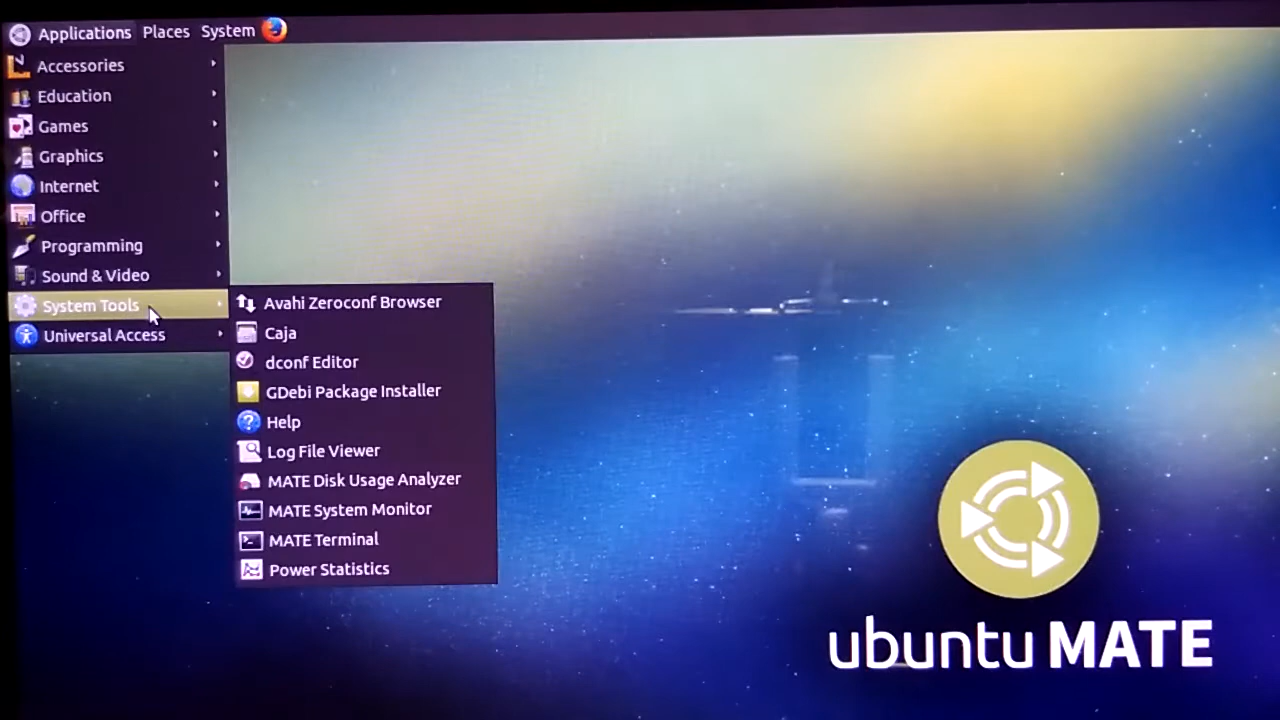 Applications Places System
Accessories
Education
Games
Graphics
Internet
Office
Programming
Sound & Video
System Tools
Universal Access
Avahi Zeroconf Browser
Caja
dconf Editor
GDebi Package Installer
Help
Log File Viewer
MATE Disk Usage Analyzer
MATE System Monitor
MATE Terminal
Power Statistics
ubuntu MATE